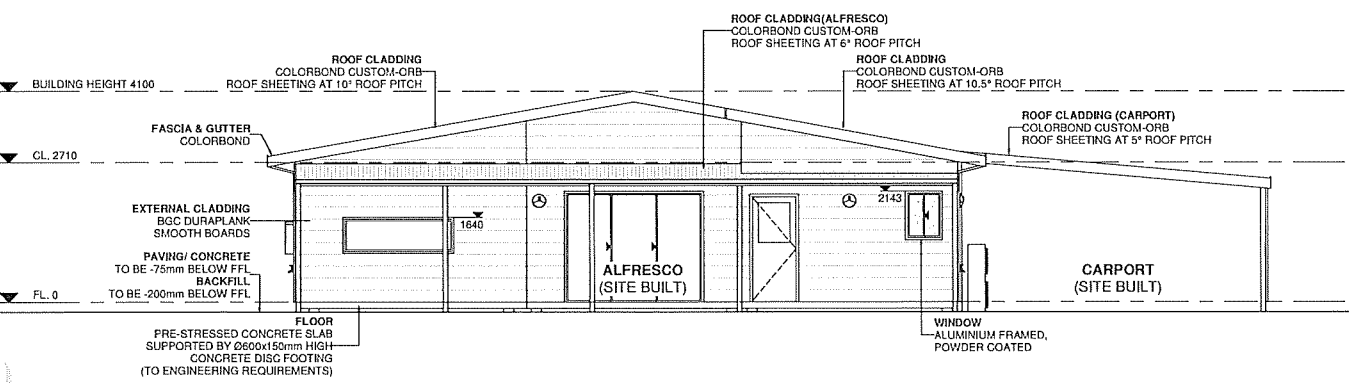 ROOF CLADDING(ALFRESCO)
COLORBOND CUSTOM-ORB
ROOF SHEETING AT 6° ROOF PITCH
ROOF CLADDING
COLORBOND CUSTOM-ORB
ROOF SHEETING AT 10° ROOF PITCH
ROOF CLADDING
COLORBOND CUSTOM-ORB
ROOF SHEETING AT 10.5° ROOF PITCH
BUILDING HEIGHT 4100
ROOF CLADDING (CARPORT)
COLORBOND CUSTOM-ORB
ROOF SHEETING AT 5° ROOF PITCH
FASCIA & GUTTER
COLORBOND
CL. 2710
EXTERNAL CLADDING
BGC DURAPLANK
SMOOTH BOARDS
1640
2143
PAVING/ CONCRETE
TO BE -75mm BELOW FFL
BACKFILL
TO BE -200mm BELOW FFL
ALFRESCO
(SITE BUILT)
CARPORT
(SITE BUILT)
FL. 0
FLOOR
PRE-STRESSED CONCRETE SLAB
SUPPORTED BY Ø600x150mm HIGH
CONCRETE DISC FOOTING
(TO ENGINEERING REQUIREMENTS)
WINDOW
ALUMINIUM FRAMED,
POWDER COATED